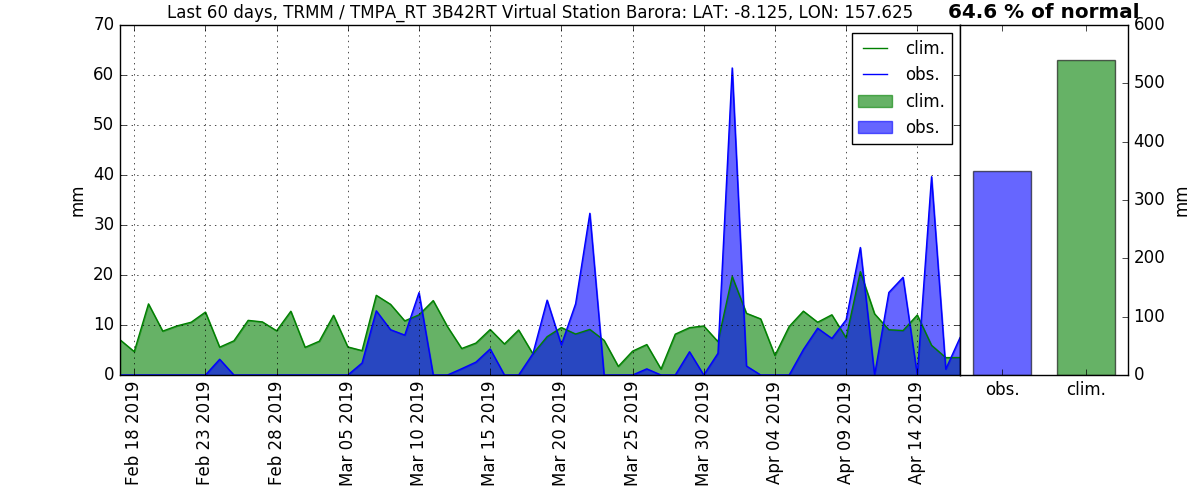 Last 60 days, TRMM / TMPA_RT 3B42RT Virtual Station Barora: LAT: -8.125, LON: 157.625
64.6 % of normal
70
60
50
40
30
20
10
0
mm
clim.
obs.
clim.
obs.
600
500
400
300
200
100
0
mm
Feb 18 2019
Feb 23 2019
Feb 28 2019
Mar 05 2019
Mar 10 2019
Mar 15 2019
Mar 20 2019
Mar 25 2019
Mar 30 2019
Apr 04 2019
Apr 09 2019
Apr 14 2019
obs.
clim.